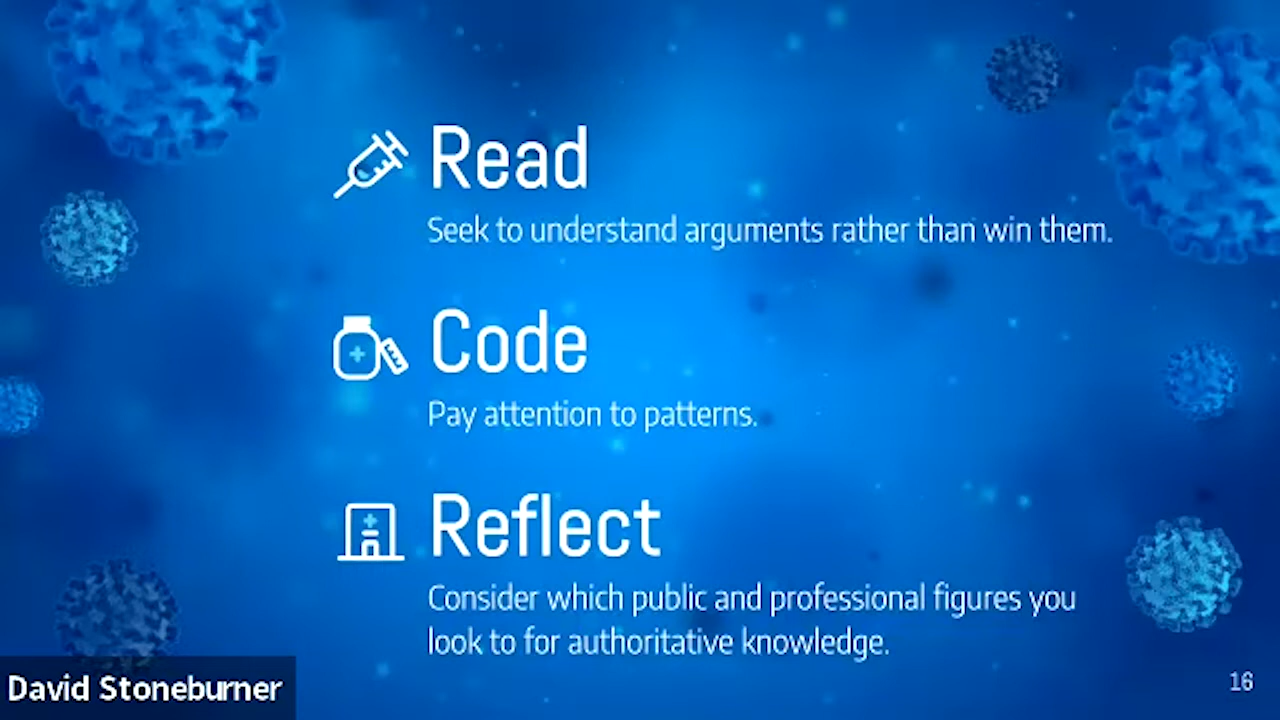 Read
Seek to understand arguments rather than win them.
Code
Pay attention to patterns.
Reflect
Consider which public and professional figures you
look to for authoritative knowledge.
David Stoneburner
16